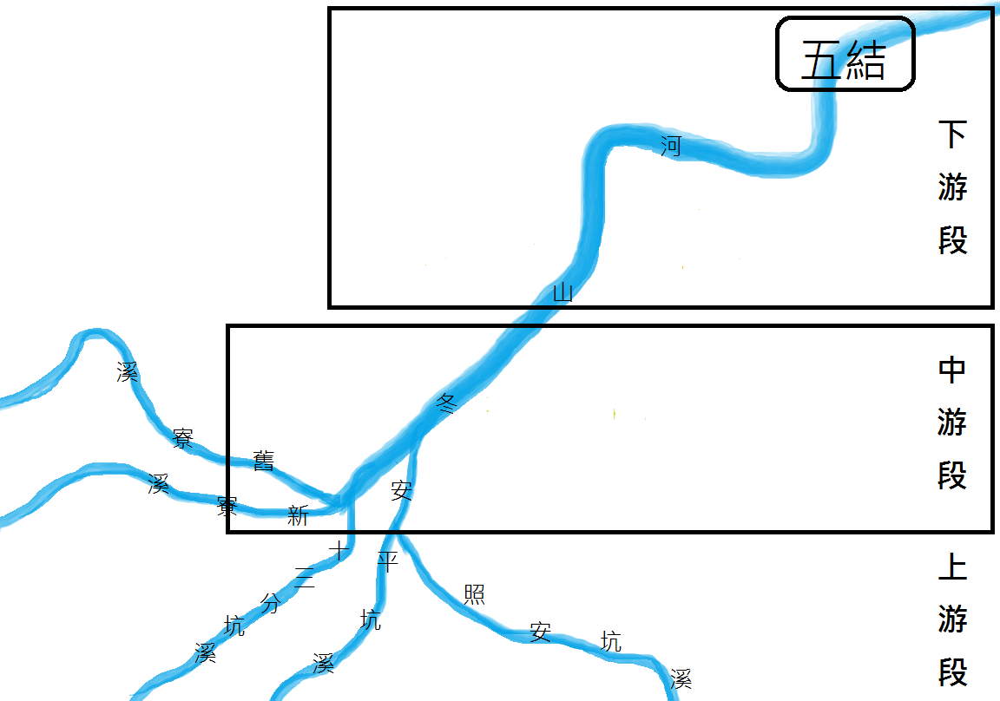 五結
下游段
冬山河
中游段
舊寮溪
新寮溪
安平坑溪
十三分坑溪
照安坑溪
上游段